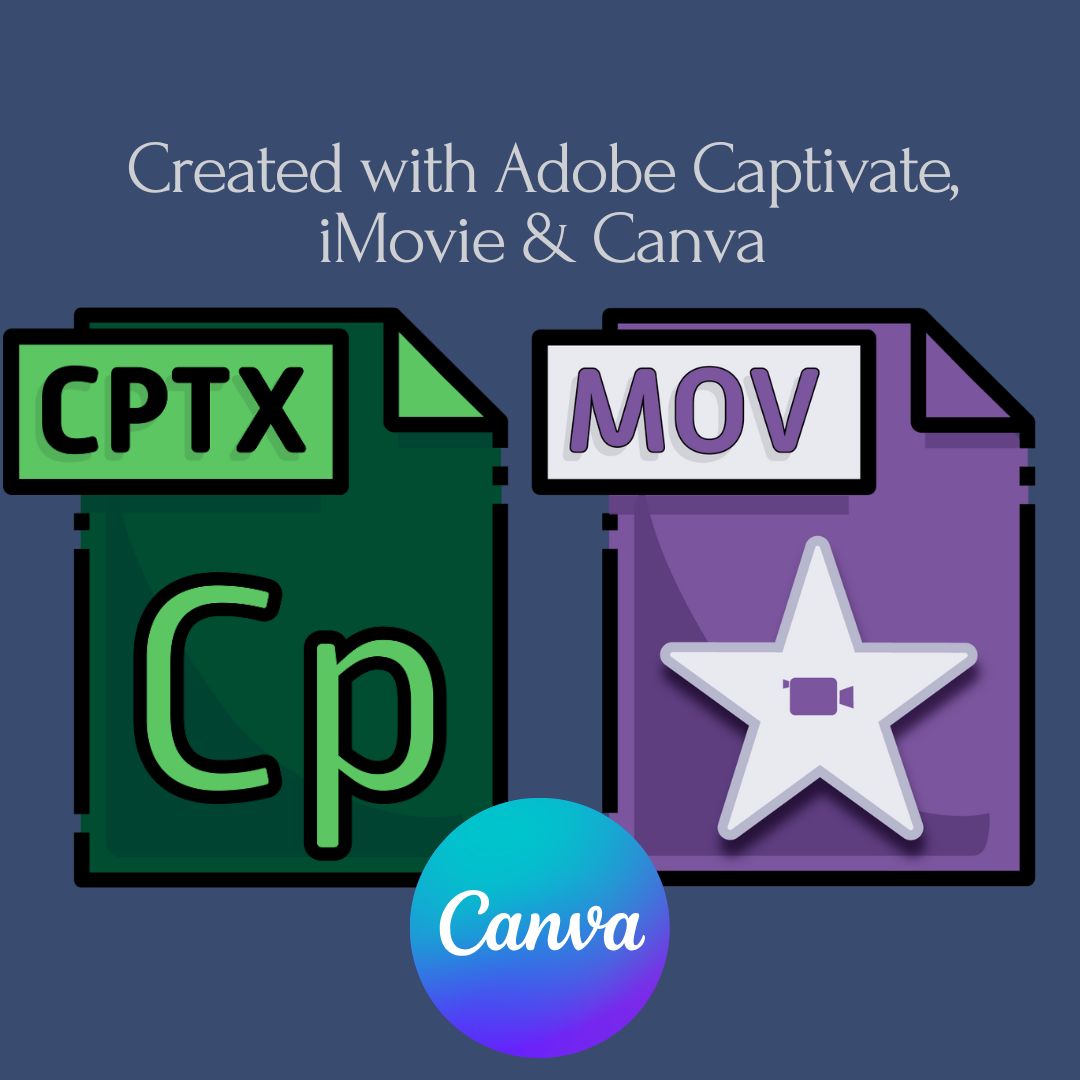 Created with Adobe Captivate,
iMovie & Canva
CPTX
MOV
Cp
Canva